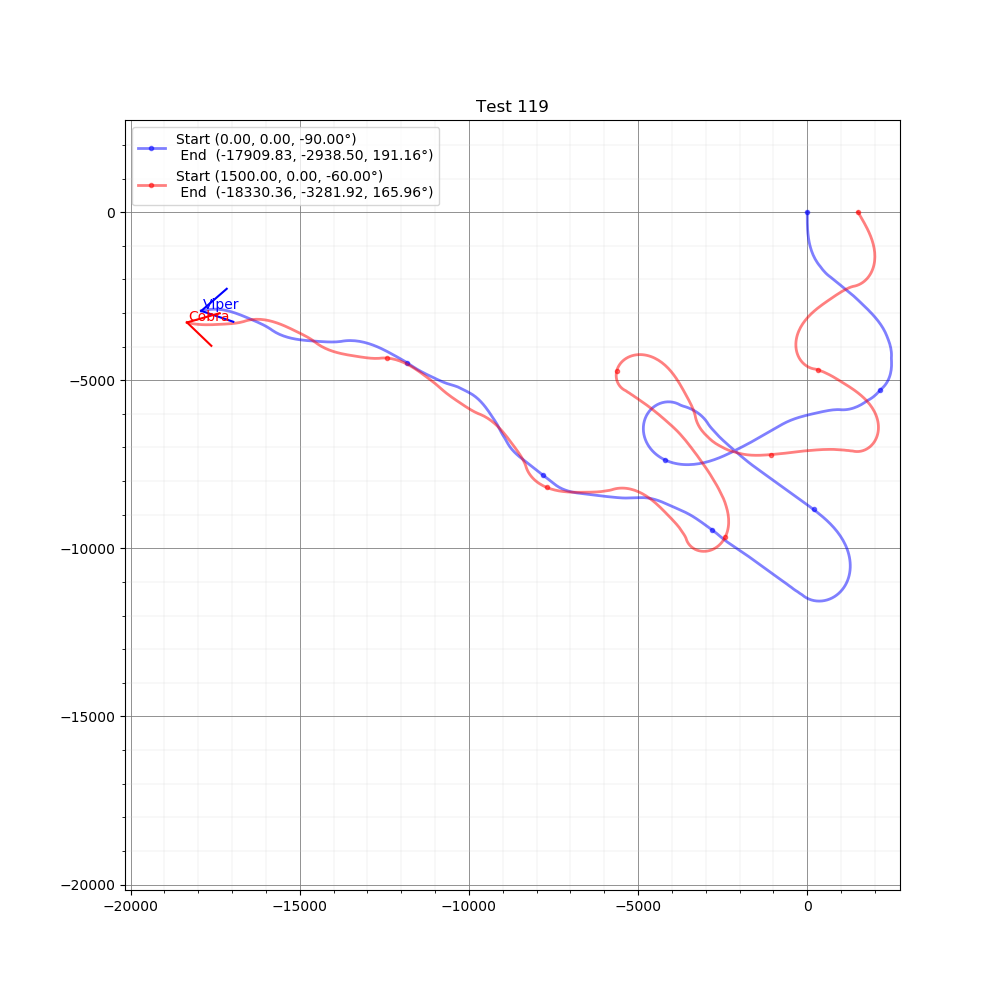 Test 119
Start (0.00, 0.00, -90.00°)
End (-17909.83, -2938.50, 191.16°)
Start (1500.00, 0.00, -60.00°)
End (-18330.36, -3281.92, 165.96°)
0
Viper
Cobra
−5000
−10000
−15000
−20000
−20000 −15000 −10000 −5000 0